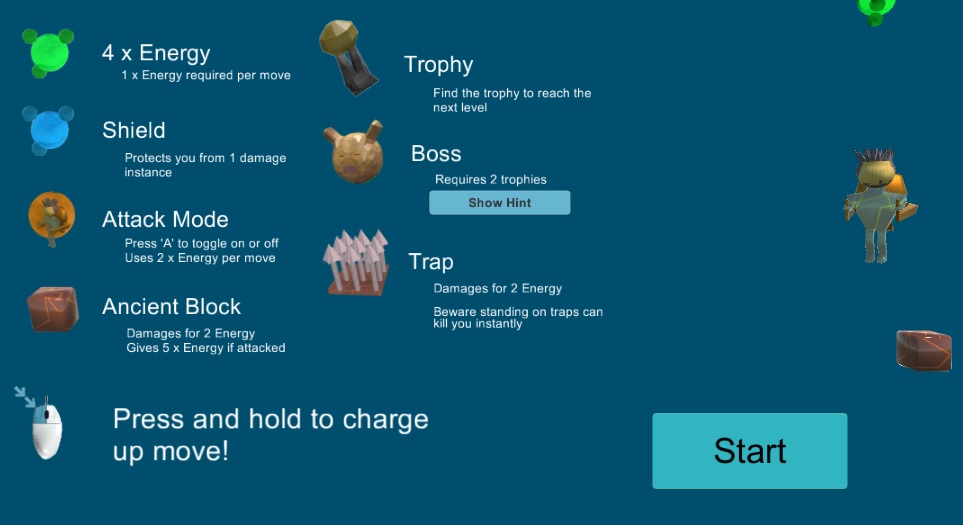 4 x Energy
1 x Energy required per move
Shield
Protects you from 1 damage
instance
Attack Mode
Press 'A' to toggle on or off
Uses 2 x Energy per move
Ancient Block
Damages for 2 Energy
Gives 5 x Energy if attacked
Trophy
Find the trophy to reach the
next level
Boss
Requires 2 trophies
Show Hint
Trap
Damages for 2 Energy
Beware standing on traps can
kill you instantly
Press and hold to charge
up move!
Start